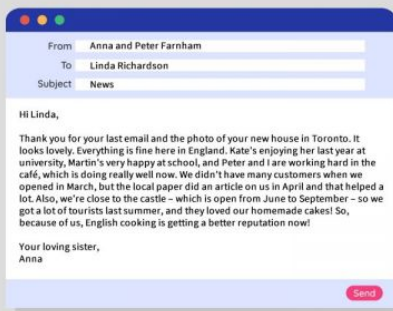 From Anna and Peter Farnham
To Linda Richardson
Subject News
Hi Linda,
Thank you for your last email and the photo of your new house in Toronto. It
looks lovely. Everything is fine here in England. Kate's enjoying her last year at
university, Martin's very happy at school, and Peter and I are working hard in the
café, which is doing really well now. We didn't have many customers when we
opened in March, but the local paper did an article on us in April and that helped a
lot. Also, we're close to the castle – which is open from June to September – so we
got a lot of tourists last summer, and they loved our homemade cakes! So,
because of us, English cooking is getting a better reputation now!
Your loving sister,
Anna
Send